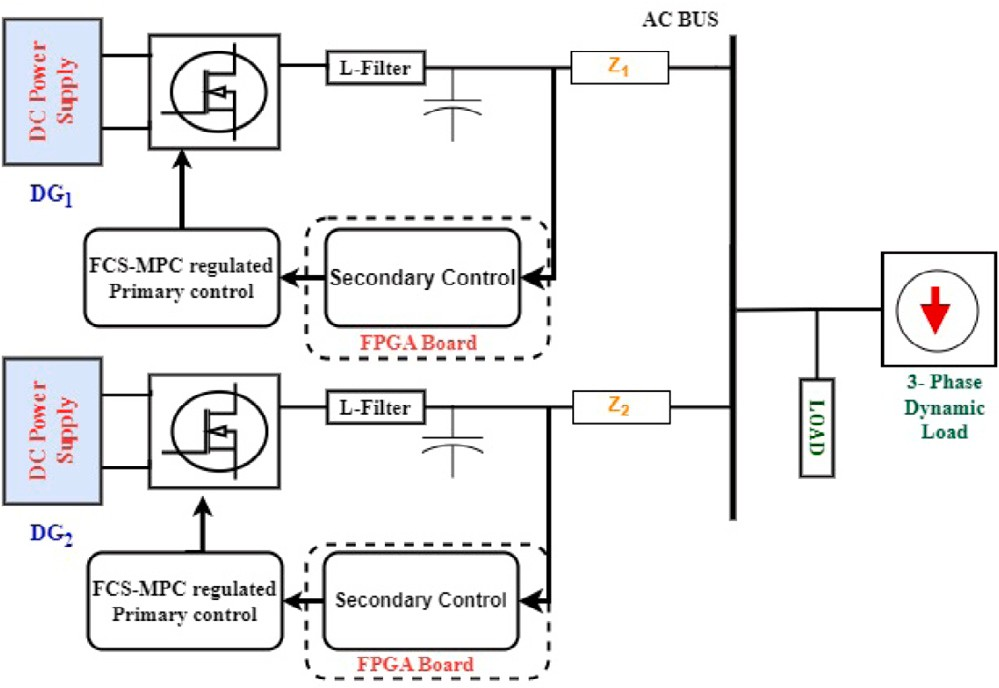 AC BUS
DC Power
Supply
L-Filter
Z1
DG1
FCS-MPC regulated
Primary control
Secondary Control
FPGA Board
DC Power
Supply
L-Filter
Z2
LOAD
3- Phase
Dynamic
Load
DG2
FCS-MPC regulated
Primary control
Secondary Control
FPGA Board